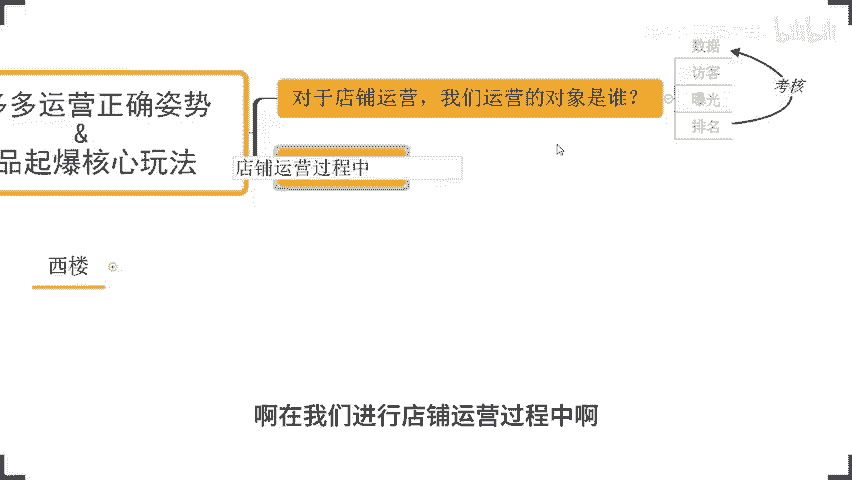 多多运营正确姿势
&
品起爆核心玩法
对于店铺运营，我们运营的对象是谁？
数据
访客
曝光
排名
考核
店铺运营过程中
西楼
啊在我们进行店铺运营过程中啊
bilibili